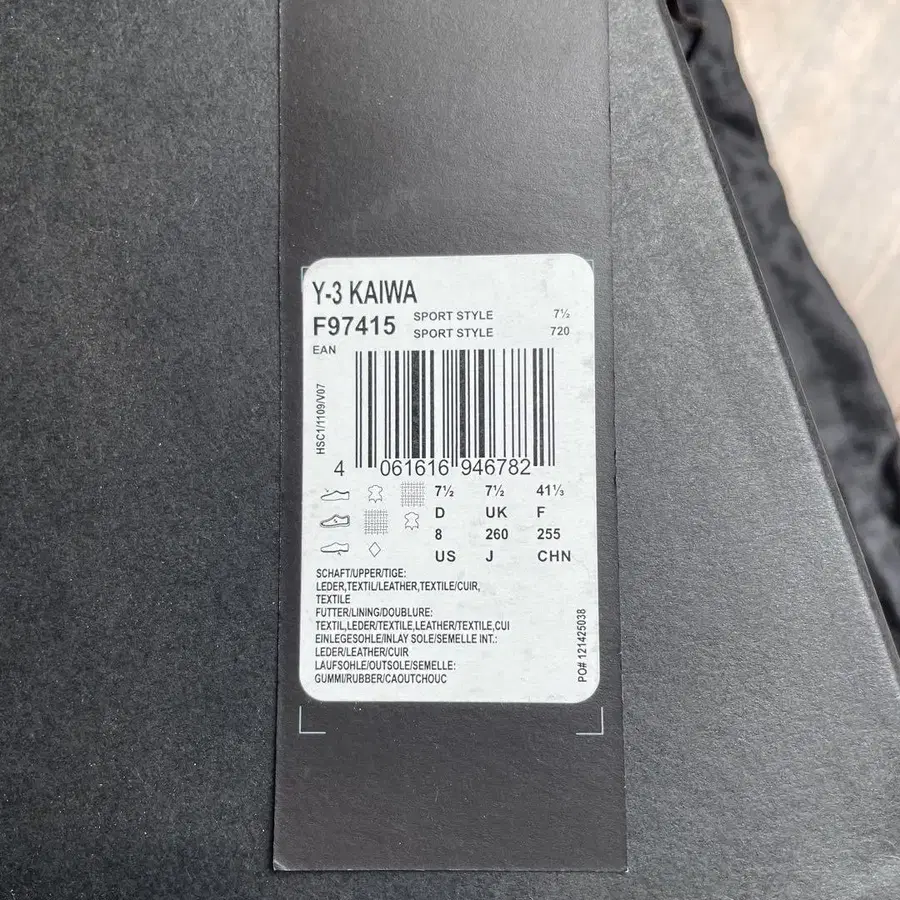 Y-3 KAIWA
F97415 SPORT STYLE 7½
SPORT STYLE 720
EAN
HSC1/1109/V07
4 061616 946782
7½ 7½ 41⅓
D UK F
8 260 255
US J CHN
SCHAFT/UPPER/TIGE:
LEDER,TEXTIL/LEATHER,TEXTILE/CUIR,
TEXTILE
FUTTER/LINING/DOUBLURE:
TEXTIL,LEDER/TEXTILE,LEATHER/TEXTILE,CUI
EINLEGESOHLE/INLAY SOLE/SEMELLE INT.:
LEDER/LEATHER/CUIR
LAUFSOHLE/OUTSOLE/SEMELLE:
GUMMI/RUBBER/CAOUTCHOUC
PO# 121425038